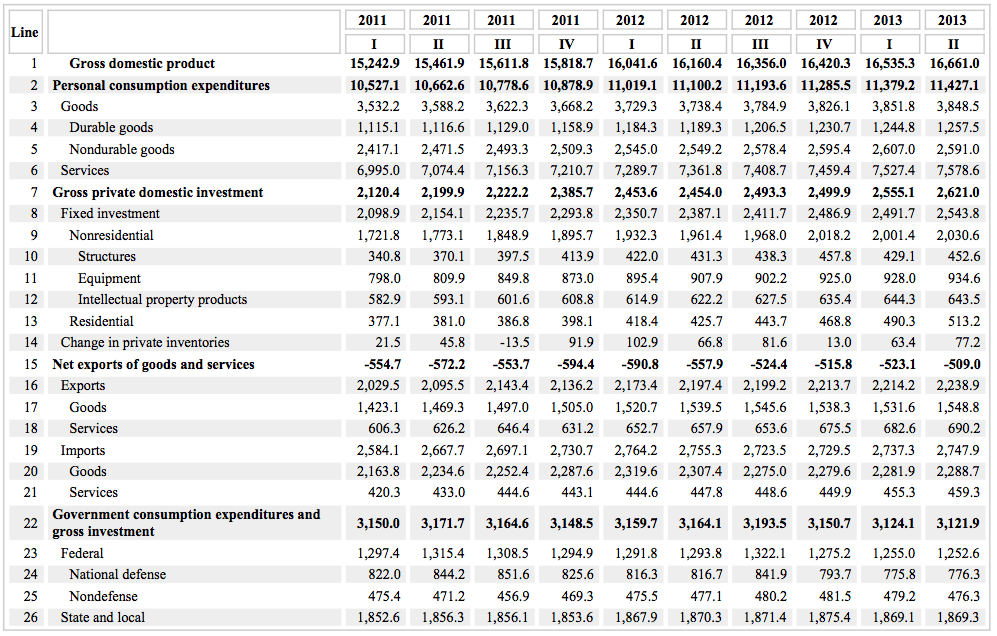 Line 2011 2011 2011 2011 2012 2012 2012 2012 2013 2013
I II III IV I II III IV I II
1 Gross domestic product 15,242.9 15,461.9 15,611.8 15,818.7 16,041.6 16,160.4 16,356.0 16,420.3 16,535.3 16,661.0
2 Personal consumption expenditures 10,527.1 10,662.6 10,778.6 10,878.9 11,019.1 11,100.2 11,193.6 11,285.5 11,379.2 11,427.1
3 Goods 3,532.2 3,588.2 3,622.3 3,668.2 3,729.3 3,738.4 3,784.9 3,826.1 3,851.8 3,848.5
4 Durable goods 1,115.1 1,116.6 1,129.0 1,158.9 1,184.3 1,189.3 1,206.5 1,230.7 1,244.8 1,257.5
5 Nondurable goods 2,417.1 2,471.5 2,493.3 2,509.3 2,545.0 2,549.2 2,578.4 2,595.4 2,607.0 2,591.0
6 Services 6,995.0 7,074.4 7,156.3 7,210.7 7,289.7 7,361.8 7,408.7 7,459.4 7,527.4 7,578.6
7 Gross private domestic investment 2,120.4 2,199.9 2,222.2 2,385.7 2,453.6 2,454.0 2,493.3 2,499.9 2,555.1 2,621.0
8 Fixed investment 2,098.9 2,154.1 2,235.7 2,293.8 2,350.7 2,387.1 2,411.7 2,486.9 2,491.7 2,543.8
9 Nonresidential 1,721.8 1,773.1 1,848.9 1,895.7 1,932.3 1,961.4 1,968.0 2,018.2 2,001.4 2,030.6
10 Structures 340.8 370.1 397.5 413.9 422.0 431.3 438.3 457.8 429.1 452.6
11 Equipment 798.0 809.9 849.8 873.0 895.4 907.9 902.2 925.0 928.0 934.6
12 Intellectual property products 582.9 593.1 601.6 608.8 614.9 622.2 627.5 635.4 644.3 643.5
13 Residential 377.1 381.0 386.8 398.1 418.4 425.7 443.7 468.8 490.3 513.2
14 Change in private inventories 21.5 45.8 -13.5 91.9 102.9 66.8 81.6 13.0 63.4 77.2
15 Net exports of goods and services -554.7 -572.2 -553.7 -594.4 -590.8 -557.9 -524.4 -515.8 -523.1 -509.0
16 Exports 2,029.5 2,095.5 2,143.4 2,136.2 2,173.4 2,197.4 2,199.2 2,213.7 2,214.2 2,238.9
17 Goods 1,423.1 1,469.3 1,497.0 1,505.0 1,520.7 1,539.5 1,545.6 1,538.3 1,531.6 1,548.8
18 Services 606.3 626.2 646.4 631.2 652.7 657.9 653.6 675.5 682.6 690.2
19 Imports 2,584.1 2,667.7 2,697.1 2,730.7 2,764.2 2,755.3 2,723.5 2,729.5 2,737.3 2,747.9
20 Goods 2,163.8 2,234.6 2,252.4 2,287.6 2,319.6 2,307.4 2,275.0 2,279.6 2,281.9 2,288.7
21 Services 420.3 433.0 444.6 443.1 444.6 447.8 448.6 449.9 455.3 459.3
22 Government consumption expenditures and
gross investment 3,150.0 3,171.7 3,164.6 3,148.5 3,159.7 3,164.1 3,193.5 3,150.7 3,124.1 3,121.9
23 Federal 1,297.4 1,315.4 1,308.5 1,294.9 1,291.8 1,293.8 1,322.1 1,275.2 1,255.0 1,252.6
24 National defense 822.0 844.2 851.6 825.6 816.3 816.7 841.9 793.7 775.8 776.3
25 Nondefense 475.4 471.2 456.9 469.3 475.5 477.1 480.2 481.5 479.2 476.3
26 State and local 1,852.6 1,856.3 1,856.1 1,853.6 1,867.9 1,870.3 1,871.4 1,875.4 1,869.1 1,869.3